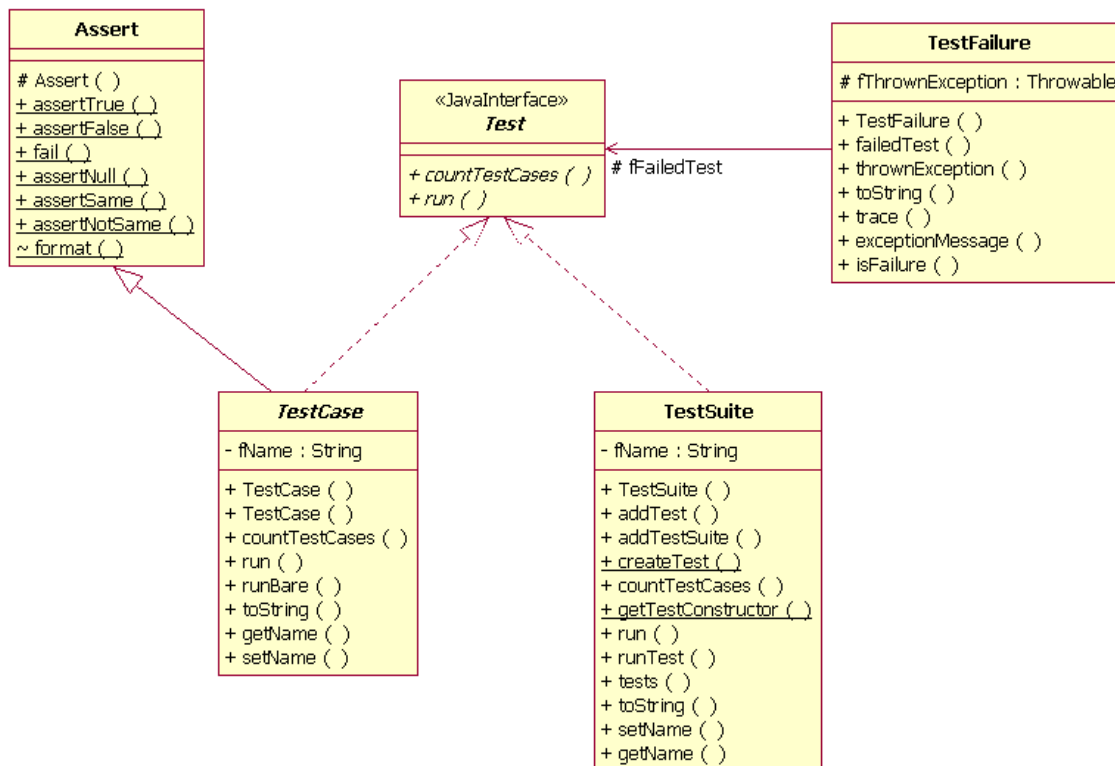 Assert
# Assert ( )
+ assertTrue ( )
+ assertFalse ( )
+ fail ( )
+ assertNull ( )
+ assertSame ( )
+ assertNotSame ( )
~ format ( )
«JavaInterface»
Test
+ countTestCases ( )
+ run ( )
# fFailedTest
TestFailure
# fThrownException : Throwable
+ TestFailure ( )
+ failedTest ( )
+ thrownException ( )
+ toString ( )
+ trace ( )
+ exceptionMessage ( )
+ isFailure ( )
TestCase
- fName : String
+ TestCase ( )
+ TestCase ( )
+ countTestCases ( )
+ run ( )
+ runBare ( )
+ toString ( )
+ getName ( )
+ setName ( )
TestSuite
- fName : String
+ TestSuite ( )
+ addTest ( )
+ addTestSuite ( )
+ createTest ( )
+ countTestCases ( )
+ getTestConstructor ( )
+ run ( )
+ runTest ( )
+ tests ( )
+ toString ( )
+ setName ( )
+ getName ( )